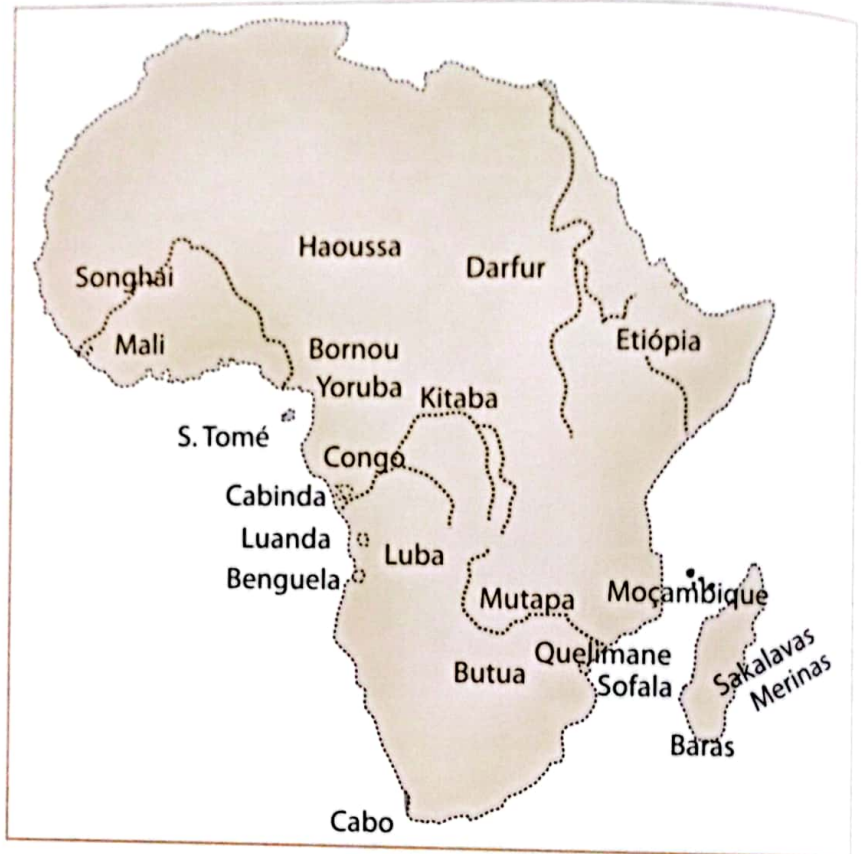 Haoussa
Darfur
Songhai
Etiópia
Mali
Bornou
Yoruba
Kitaba
S. Tomé
Congo
Cabinda
Luanda
Luba
Benguela
Mutapa
Moçambique
Quelimane
Butua
Sofala
Sakalavas
Merinas
Baras
Cabo